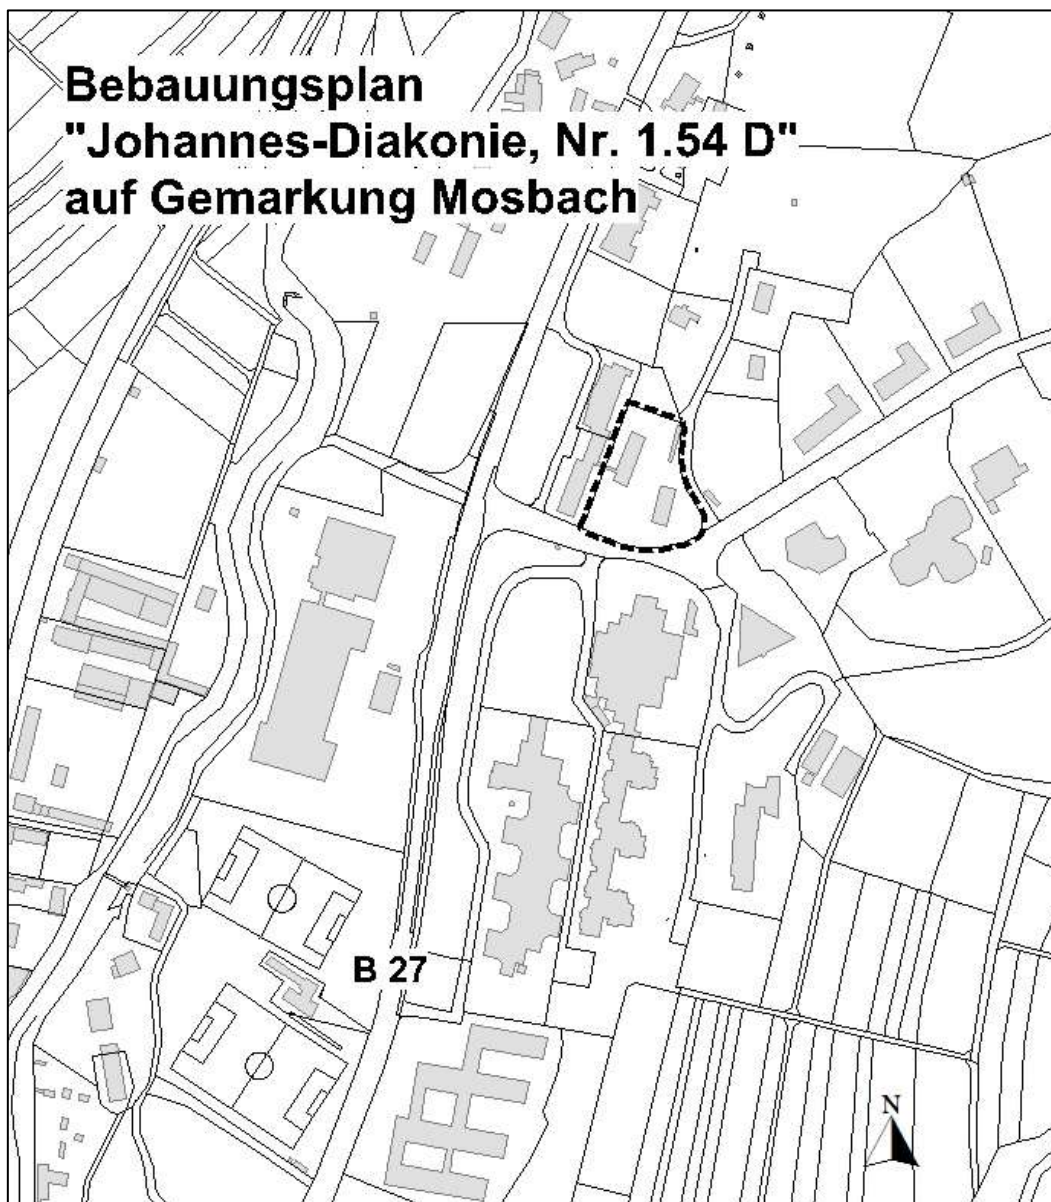 Bebauungsplan
"Johannes-Diakonie, Nr. 1.54 D"
auf Gemarkung Mosbach
B 27
N